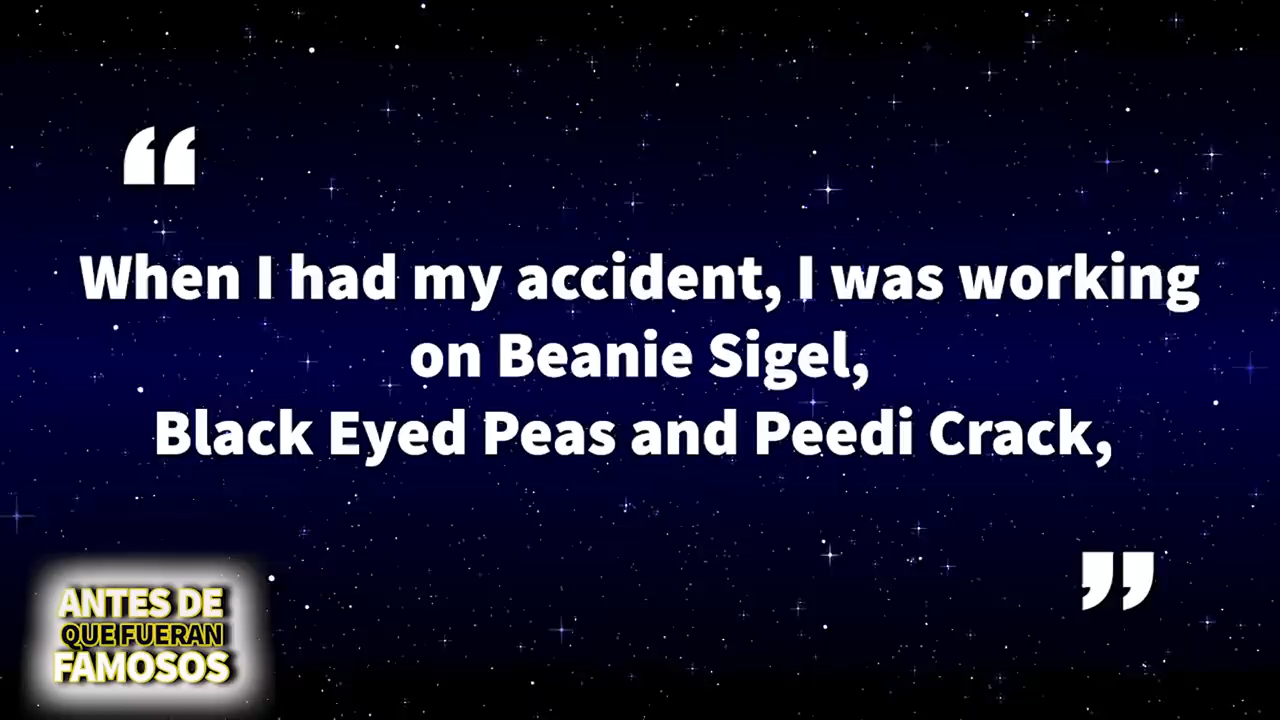 “
When I had my accident, I was working
on Beanie Sigel,
Black Eyed Peas and Peedi Crack,
”
ANTES DE
QUE FUERAN
FAMOSOS